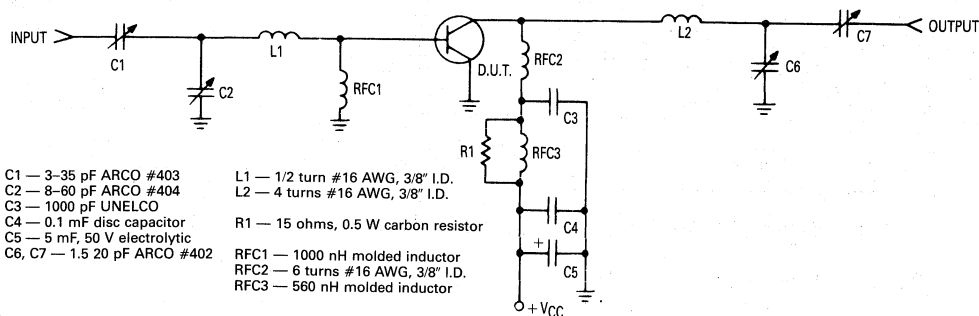 INPUT
C1
C2
L1
RFC1
D.U.T.
RFC2
C3
R1
RFC3
C4
+
C5
+ VCC
L2
C6
C7
OUTPUT
C1 — 3–35 pF ARCO #403
C2 — 8–60 pF ARCO #404
C3 — 1000 pF UNELCO
C4 — 0.1 mF disc capacitor
C5 — 5 mF, 50 V electrolytic
C6, C7 — 1.5 20 pF ARCO #402
L1 — 1/2 turn #16 AWG, 3/8" I.D.
L2 — 4 turns #16 AWG, 3/8" I.D.
R1 — 15 ohms, 0.5 W carbon resistor
RFC1 — 1000 nH molded inductor
RFC2 — 6 turns #16 AWG, 3/8" I.D.
RFC3 — 560 nH molded inductor